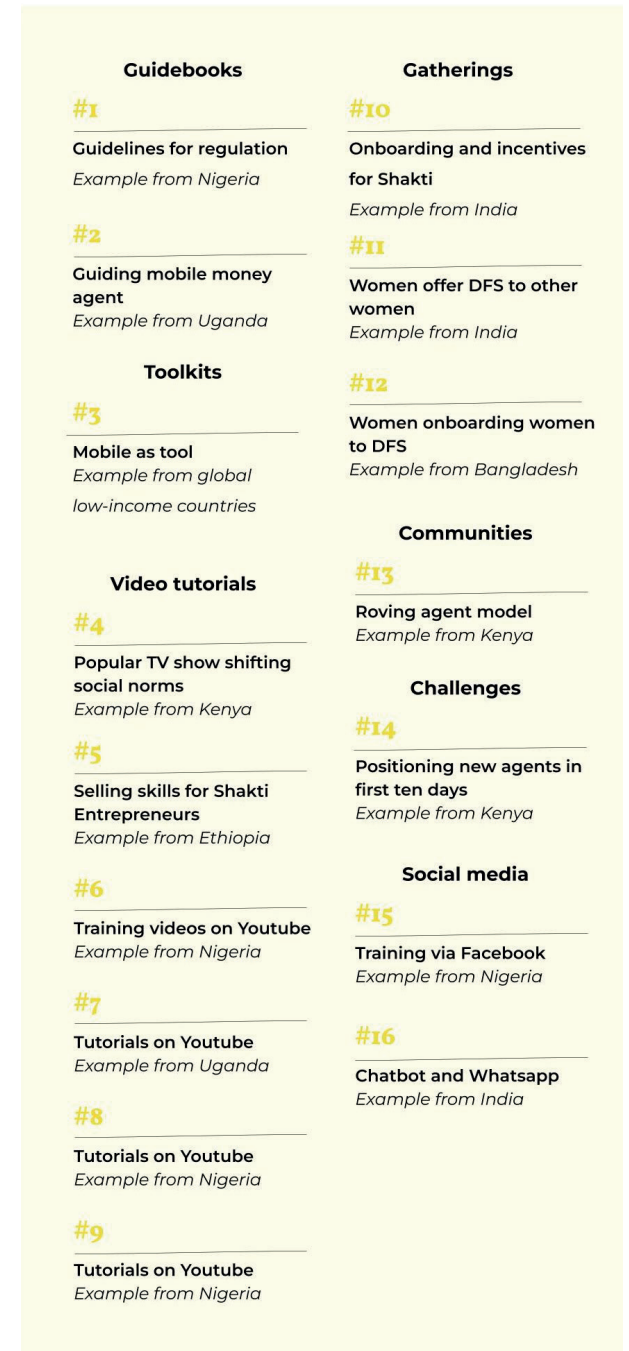 Guidebooks
#1
Guidelines for regulation
Example from Nigeria
#2
Guiding mobile money
agent
Example from Uganda
Toolkits
#3
Mobile as tool
Example from global
low-income countries
Video tutorials
#4
Popular TV show shifting
social norms
Example from Kenya
#5
Selling skills for Shakti
Entrepreneurs
Example from Ethiopia
#6
Training videos on Youtube
Example from Nigeria
#7
Tutorials on Youtube
Example from Uganda
#8
Tutorials on Youtube
Example from Nigeria
#9
Tutorials on Youtube
Example from Nigeria
Gatherings
#10
Onboarding and incentives
for Shakti
Example from India
#11
Women offer DFS to other
women
Example from India
#12
Women onboarding women
to DFS
Example from Bangladesh
Communities
#13
Roving agent model
Example from Kenya
Challenges
#14
Positioning new agents in
first ten days
Example from Kenya
Social media
#15
Training via Facebook
Example from Nigeria
#16
Chatbot and Whatsapp
Example from India